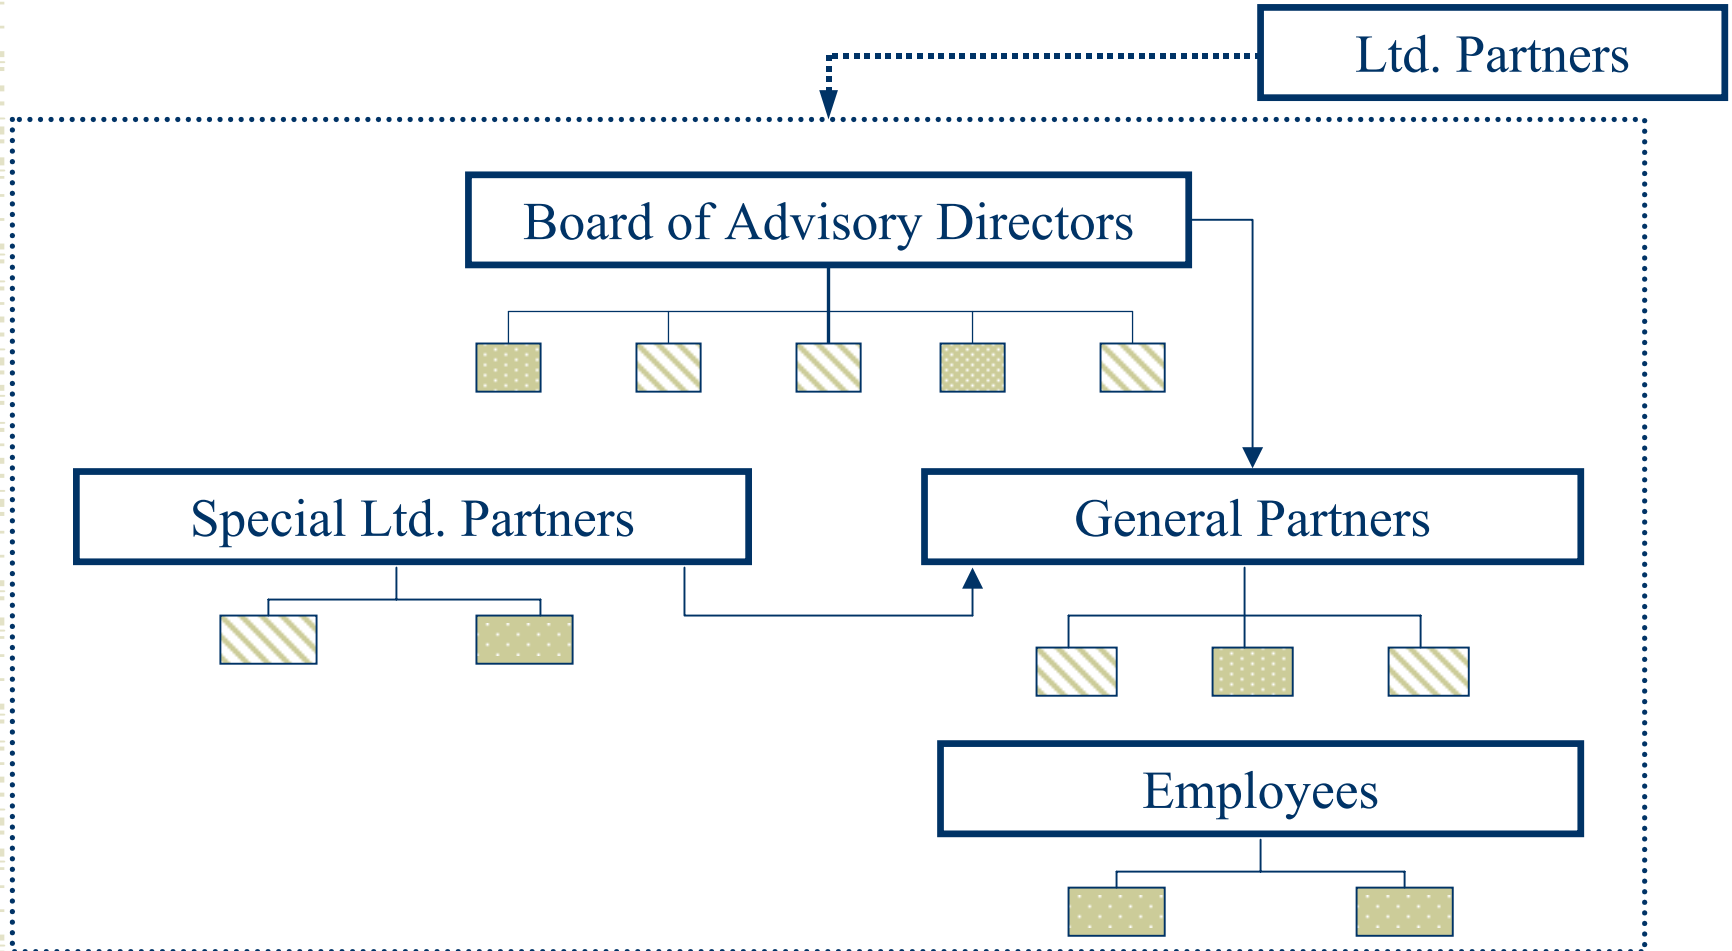 Ltd. Partners
Board of Advisory Directors
Special Ltd. Partners
General Partners
Employees